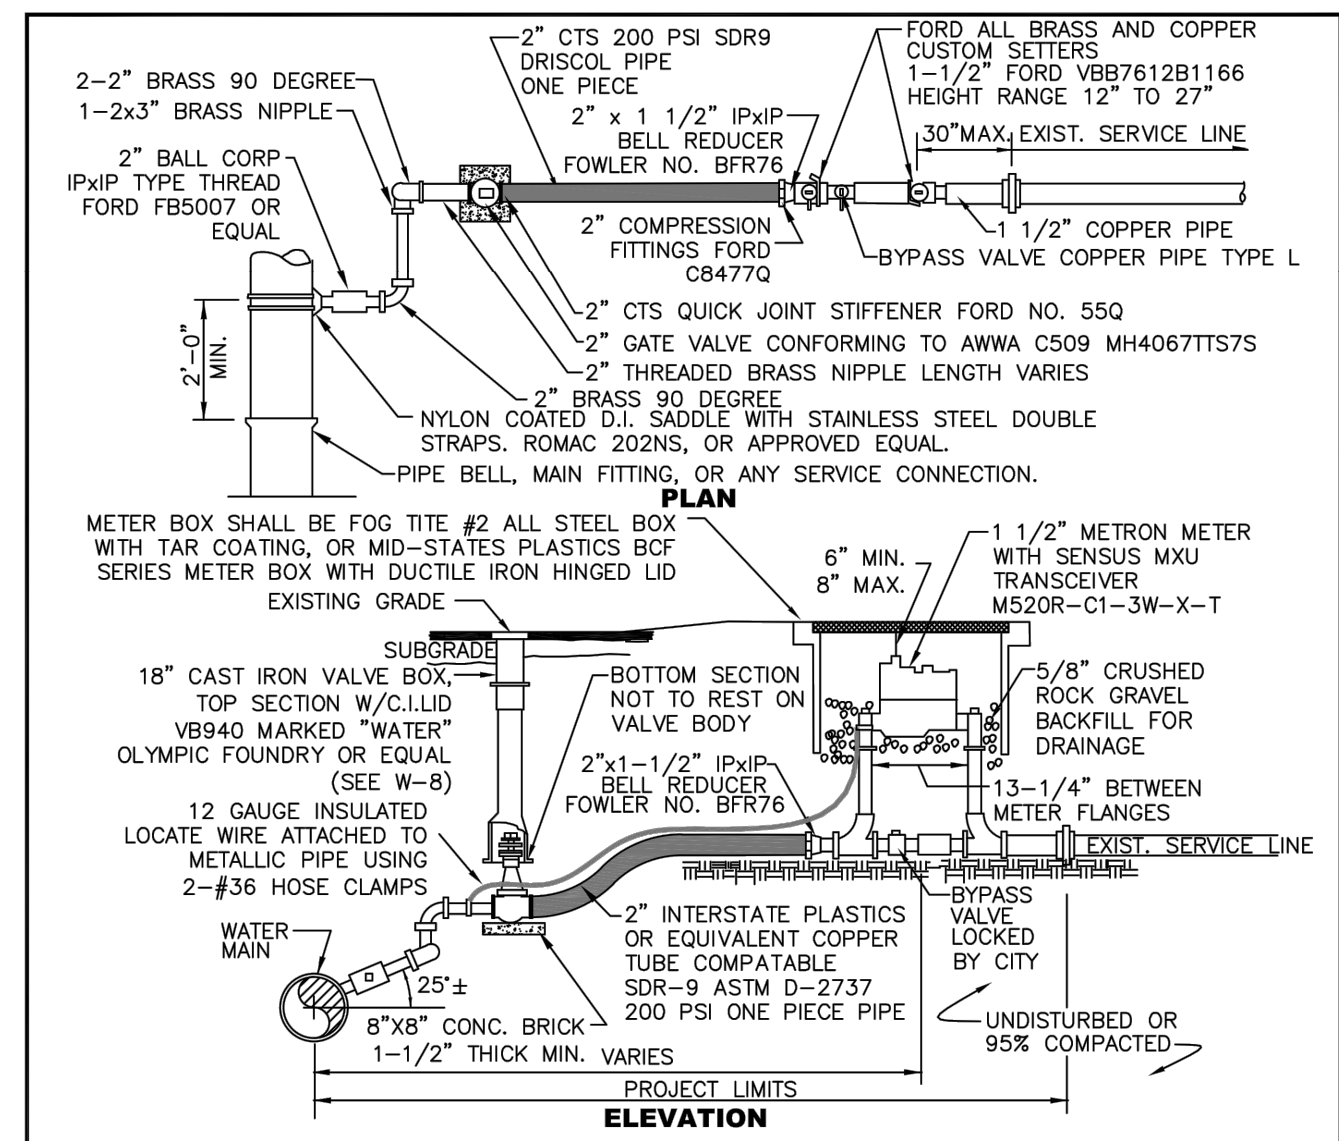 2" CTS 200 PSI SDR9
DRISCOL PIPE
ONE PIECE
FORD ALL BRASS AND COPPER
CUSTOM SETTERS
1-1/2" FORD VBB7612B1166
HEIGHT RANGE 12" TO 27"
2-2" BRASS 90 DEGREE
1-2x3" BRASS NIPPLE
2" x 1 1/2" IPxIP
BELL REDUCER
FOWLER NO. BFR76
30"MAX.
EXIST. SERVICE LINE
2" BALL CORP
IPxIP TYPE THREAD
FORD FB5007 OR
EQUAL
2" COMPRESSION
FITTINGS FORD
C8477Q
1 1/2" COPPER PIPE
BYPASS VALVE COPPER PIPE TYPE L
2'-0"
MIN.
2" CTS QUICK JOINT STIFFENER FORD NO. 55Q
2" GATE VALVE CONFORMING TO AWWA C509 MH4067TTS7S
2" THREADED BRASS NIPPLE LENGTH VARIES
2" BRASS 90 DEGREE
NYLON COATED D.I. SADDLE WITH STAINLESS STEEL DOUBLE
STRAPS. ROMAC 202NS, OR APPROVED EQUAL.
PIPE BELL, MAIN FITTING, OR ANY SERVICE CONNECTION.
PLAN
METER BOX SHALL BE FOG TITE #2 ALL STEEL BOX
WITH TAR COATING, OR MID-STATES PLASTICS BCF
SERIES METER BOX WITH DUCTILE IRON HINGED LID
6" MIN.
8" MAX.
1 1/2" METRON METER
WITH SENSUS MXU
TRANSCEIVER
M520R-C1-3W-X-T
EXISTING GRADE
SUBGRADE
18" CAST IRON VALVE BOX,
TOP SECTION W/C.I.LID
VB940 MARKED "WATER"
OLYMPIC FOUNDRY OR EQUAL
(SEE W-8)
BOTTOM SECTION
NOT TO REST ON
VALVE BODY
5/8" CRUSHED
ROCK GRAVEL
BACKFILL FOR
DRAINAGE
2"x1-1/2" IPxIP
BELL REDUCER
FOWLER NO. BFR76
13-1/4" BETWEEN
METER FLANGES
12 GAUGE INSULATED
LOCATE WIRE ATTACHED TO
METALLIC PIPE USING
2-#36 HOSE CLAMPS
EXIST. SERVICE LINE
WATER
MAIN
2" INTERSTATE PLASTICS
OR EQUIVALENT COPPER
TUBE COMPATABLE
SDR-9 ASTM D-2737
200 PSI ONE PIECE PIPE
BYPASS
VALVE
LOCKED
BY CITY
25°±
8"X8" CONC. BRICK
1-1/2" THICK MIN.
UNDISTURBED OR
95% COMPACTED
VARIES
PROJECT LIMITS
ELEVATION